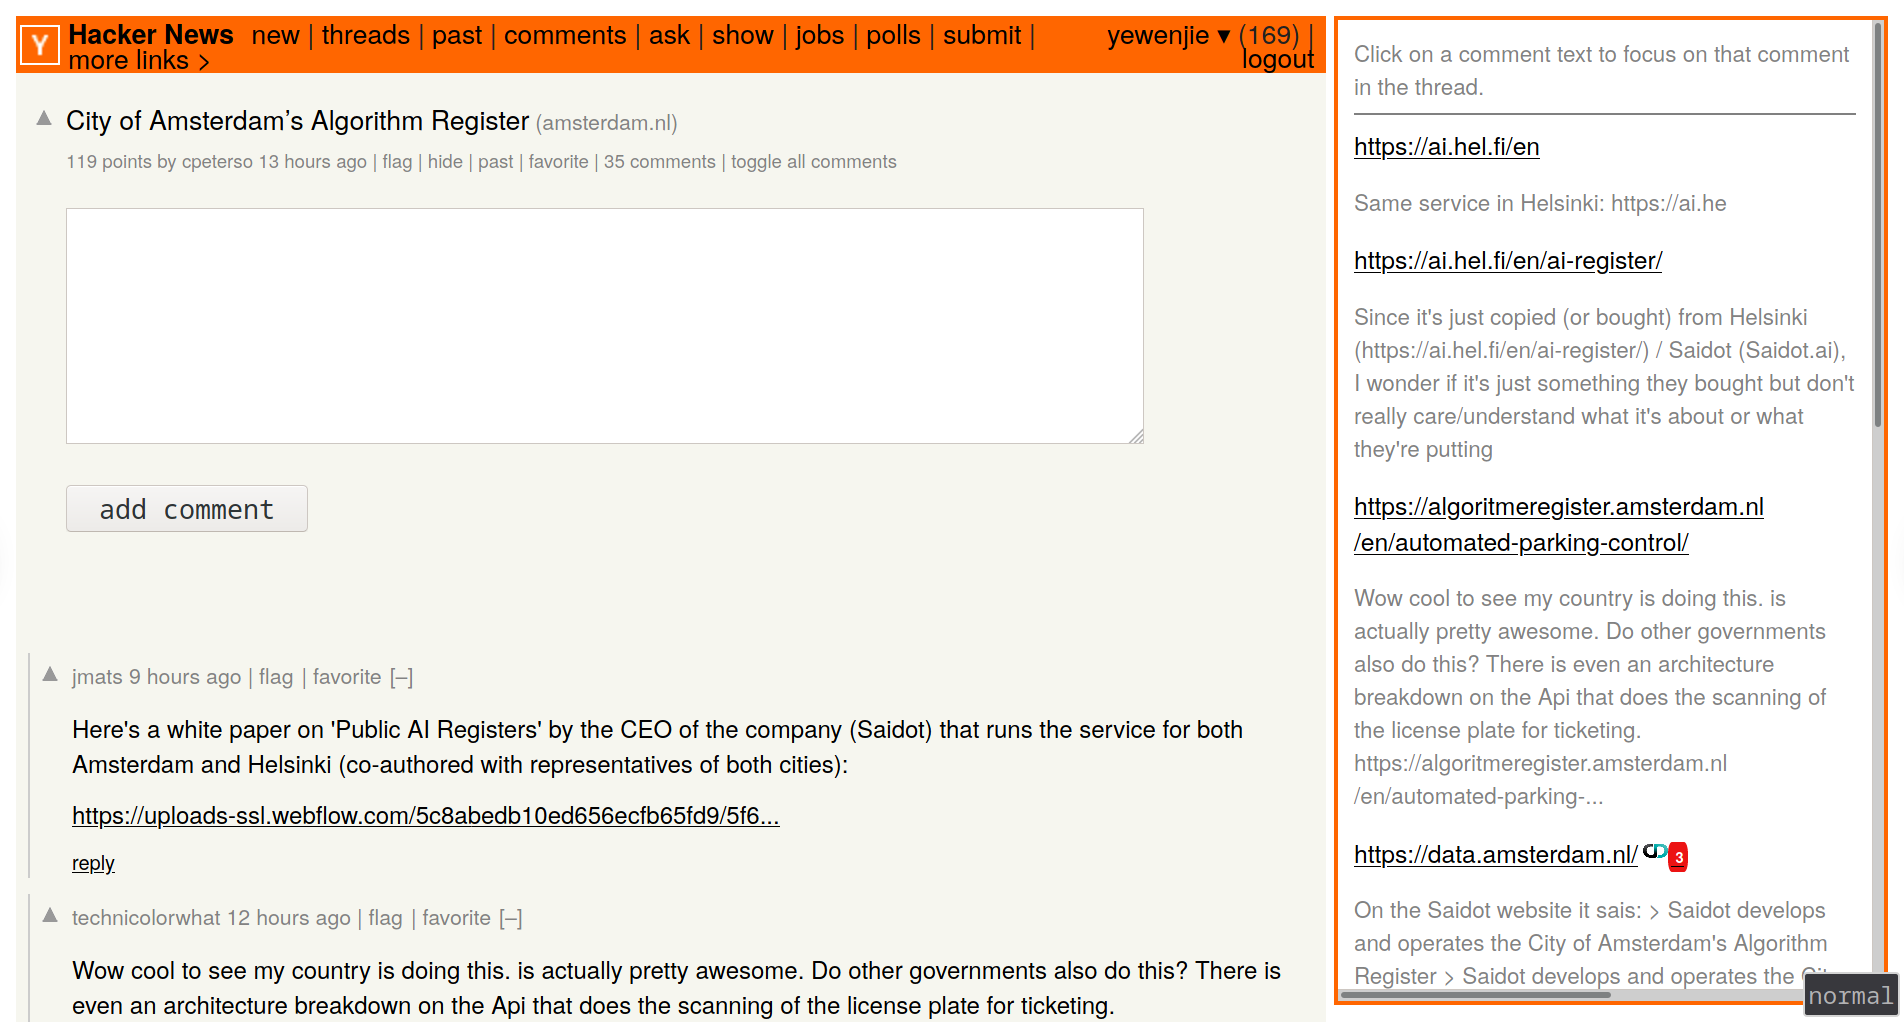 Y
Hacker News new | threads | past | comments | ask | show | jobs | polls | submit |
more links >
yewenjie ▾ (169) |
logout
▲ City of Amsterdam’s Algorithm Register (amsterdam.nl)
119 points by cpeterso 13 hours ago | flag | hide | past | favorite | 35 comments | toggle all comments
add comment
▲ jmats 9 hours ago | flag | favorite [–]
Here's a white paper on 'Public AI Registers' by the CEO of the company (Saidot) that runs the service for both
Amsterdam and Helsinki (co-authored with representatives of both cities):
https://uploads-ssl.webflow.com/5c8abedb10ed656ecfb65fd9/5f6...
reply
▲ technicolorwhat 12 hours ago | flag | favorite [–]
Wow cool to see my country is doing this. is actually pretty awesome. Do other governments also do this? There is
even an architecture breakdown on the Api that does the scanning of the license plate for ticketing.
Click on a comment text to focus on that comment
in the thread.
https://ai.hel.fi/en
Same service in Helsinki: https://ai.he
https://ai.hel.fi/en/ai-register/
Since it's just copied (or bought) from Helsinki
(https://ai.hel.fi/en/ai-register/) / Saidot (Saidot.ai),
I wonder if it's just something they bought but don't
really care/understand what it's about or what
they're putting
https://algoritmeregister.amsterdam.nl
/en/automated-parking-control/
Wow cool to see my country is doing this. is
actually pretty awesome. Do other governments
also do this? There is even an architecture
breakdown on the Api that does the scanning of
the license plate for ticketing.
https://algoritmeregister.amsterdam.nl
/en/automated-parking-...
https://data.amsterdam.nl/ 3
On the Saidot website it sais: > Saidot develops
and operates the City of Amsterdam's Algorithm
Register > Saidot develops and operates the
normal